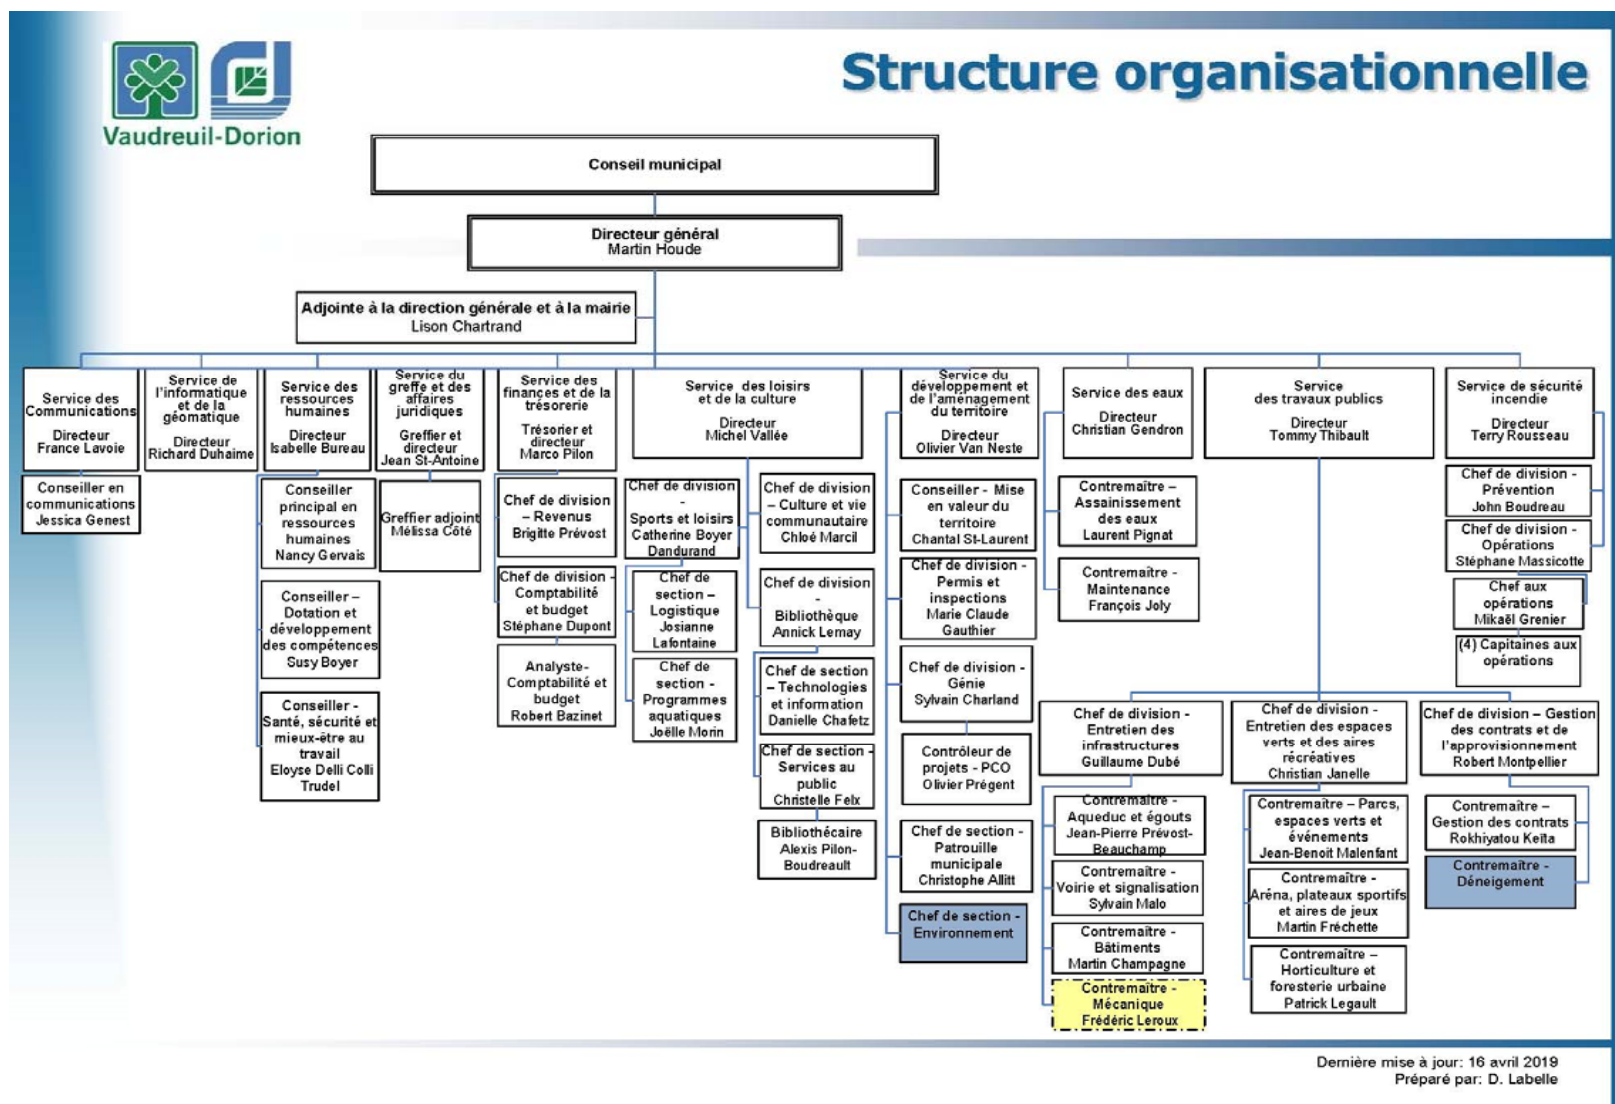 Structure organisationnelle
Vaudreuil-Dorion
Conseil municipal
Directeur général
Martin Houde
Adjointe à la direction générale et à la mairie
Lison Chartrand
Service des
Communications
Directeur
France Lavoie
Conseiller en
communications
Jessica Genest
Service de
l'informatique
et de la
géomatique
Directeur
Richard Duhaime
Service des
ressources
humaines
Directeur
Isabelle Bureau
Conseiller
principal en
ressources
humaines
Nancy Gervais
Conseiller –
Dotation et
développement
des compétences
Susy Boyer
Conseiller -
Santé, sécurité et
mieux-être au
travail
Eloyse Delli Colli
Trudel
Service du
greffe et des
affaires
juridiques
Greffier et
directeur
Jean St-Antoine
Greffier adjoint
Mélissa Côté
Service des
finances et de la
trésorerie
Trésorier et
directeur
Marco Pilon
Chef de division
– Revenus
Brigitte Prévost
Chef de division -
Comptabilité
et budget
Stéphane Dupont
Analyste-
Comptabilité et
budget
Robert Bazinet
Service des loisirs
et de la culture
Directeur
Michel Vallée
Chef de division
-
Sports et loisirs
Catherine Boyer
Dandurand
Chef de
section –
Logistique
Josianne
Lafontaine
Chef de
section -
Programmes
aquatiques
Joëlle Morin
Chef de division
– Culture et vie
communautaire
Chloé Marcil
Chef de division
-
Bibliothèque
Annick Lemay
Chef de section
– Technologies
et information
Danielle Chafetz
Chef de section -
Services au
public
Christelle Felx
Bibliothécaire
Alexis Pilon-
Boudreault
Service du
développement et
de l'aménagement
du territoire
Directeur
Olivier Van Neste
Conseiller - Mise
en valeur du
territoire
Chantal St-Laurent
Chef de division -
Permis et
inspections
Marie Claude
Gauthier
Chef de division -
Génie
Sylvain Charland
Contrôleur de
projets - PCO
Olivier Prégent
Chef de section -
Patrouille
municipale
Christophe Allitt
Chef de section -
Environnement
Service des eaux
Directeur
Christian Gendron
Contremaître –
Assainissement
des eaux
Laurent Pignat
Contremaître -
Maintenance
François Joly
Service
des travaux publics
Directeur
Tommy Thibault
Chef de division -
Entretien des
infrastructures
Guillaume Dubé
Contremaître -
Aqueduc et égouts
Jean-Pierre Prévost-
Beauchamp
Contremaître -
Voirie et signalisation
Sylvain Malo
Contremaître -
Bâtiments
Martin Champagne
Contremaître -
Mécanique
Frédéric Leroux
Chef de division -
Entretien des espaces
verts et des aires
récréatives
Christian Janelle
Contremaître – Parcs,
espaces verts et
événements
Jean-Benoit Malenfant
Contremaître -
Aréna, plateaux sportifs
et aires de jeux
Martin Fréchette
Contremaître –
Horticulture et
foresterie urbaine
Patrick Legault
Chef de division – Gestion
des contrats et de
l'approvisionnement
Robert Montpellier
Contremaître –
Gestion des contrats
Rokhiyatou Keïta
Contremaître -
Déneigement
Service de sécurité
incendie
Directeur
Terry Rousseau
Chef de division -
Prévention
John Boudreau
Chef de division -
Opérations
Stéphane Massicotte
Chef aux
opérations
Mikaël Grenier
(4) Capitaines aux
opérations
Dernière mise à jour: 16 avril 2019
Préparé par: D. Labelle